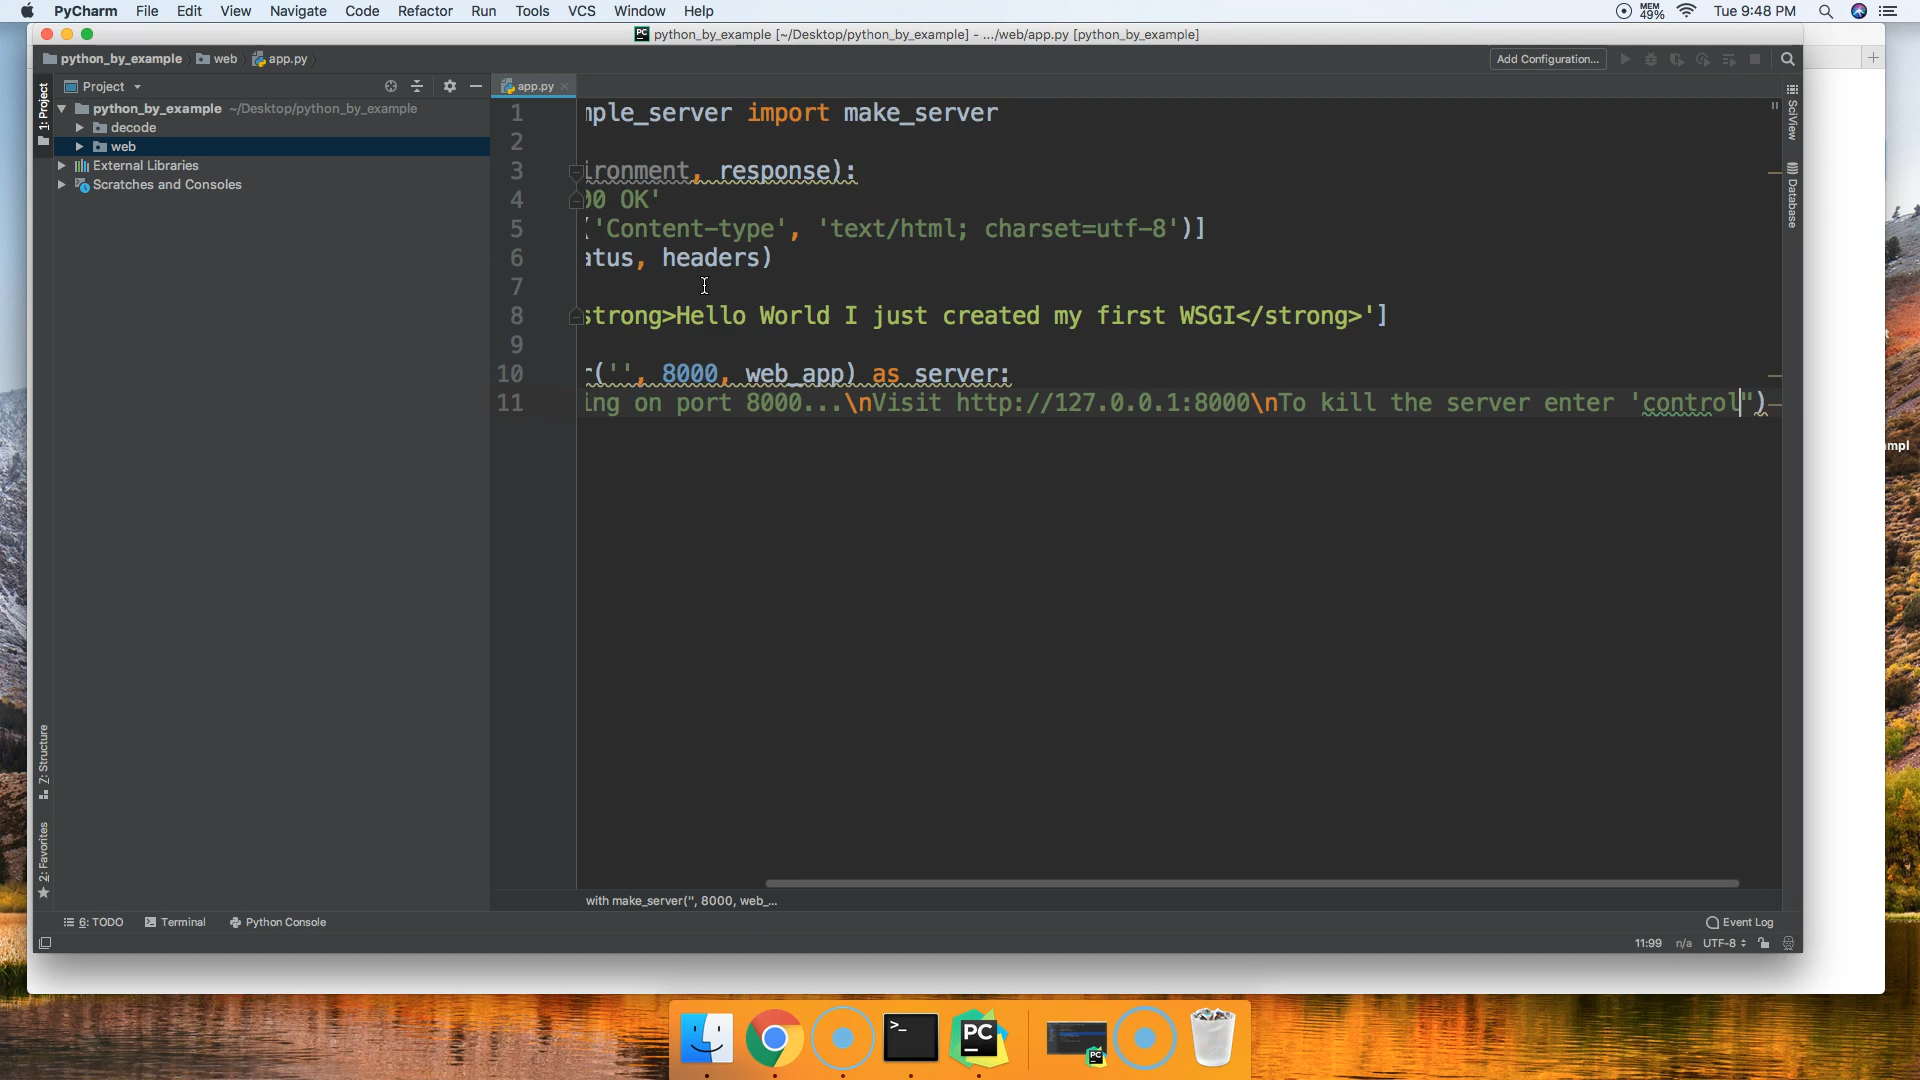 PyCharm File Edit View Navigate Code Refactor Run Tools VCS Window Help MEM 49% Tue 9:48 PM
python_by_example [~/Desktop/python_by_example] - .../web/app.py [python_by_example]
python_by_example web app.py Add Configuration...
Project app.py
python_by_example ~/Desktop/python_by_example
decode
web
External Libraries
Scratches and Consoles
1: Project
7: Structure
2: Favorites
1 mple_server import make_server
2
3 ironment, response):
4 00 OK'
5 ('Content-type', 'text/html; charset=utf-8')]
6 atus, headers)
7
8 strong>Hello World I just created my first WSGI</strong>']
9
10 r('', 8000, web_app) as server:
11 ing on port 8000...\nVisit http://127.0.0.1:8000\nTo kill the server enter 'control")
SciView
Database
ampl
with make_server('', 8000, web_...
6: TODO Terminal Python Console Event Log
11:99 n/a UTF-8
>_ PC
PC